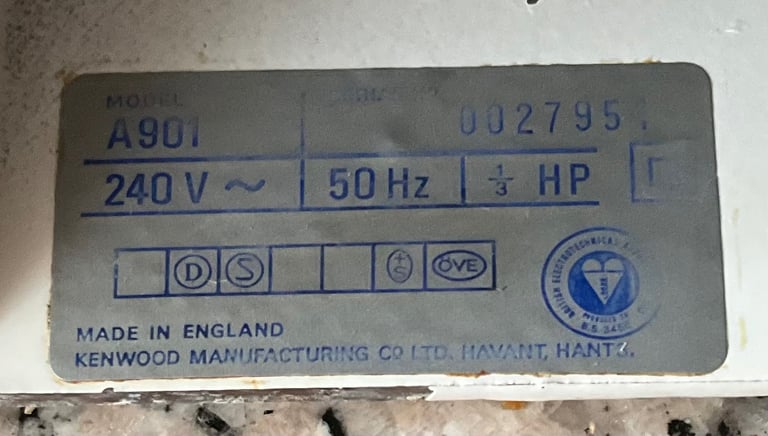 MODEL
A901 002795
240 V ~ 50 Hz 1/3 HP
D S +S ÖVE
MADE IN ENGLAND
KENWOOD MANUFACTURING CO LTD. HAVANT, HANTS.